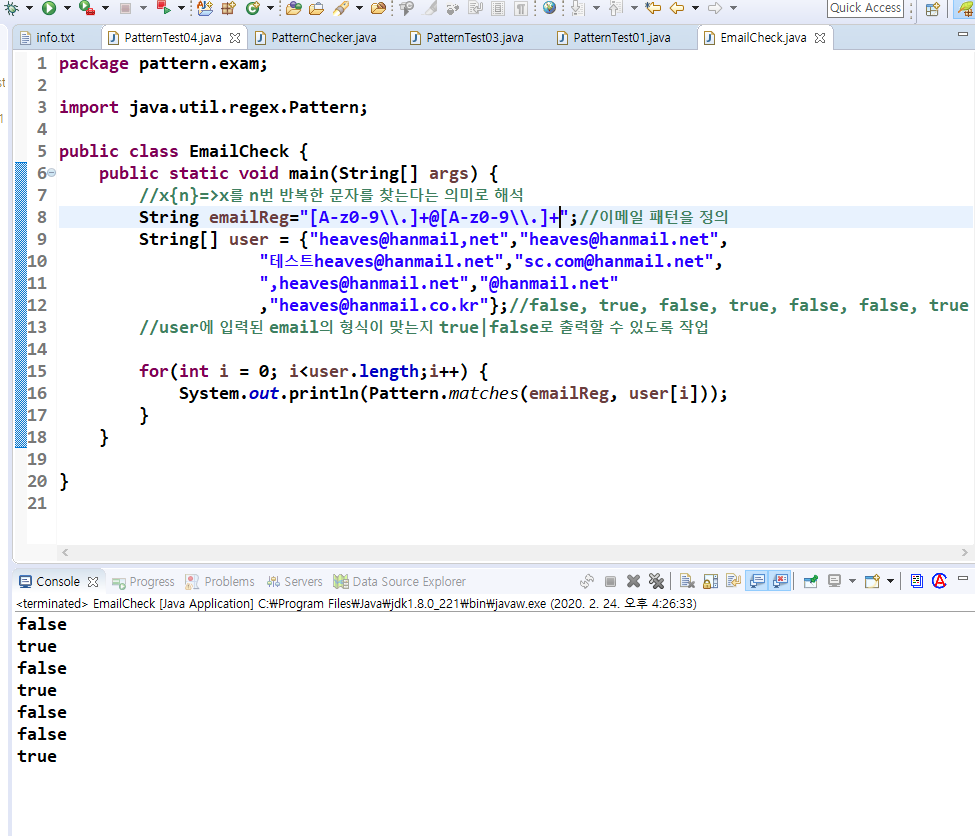 Quick Access
info.txt PatternTest04.java PatternChecker.java PatternTest03.java PatternTest01.java EmailCheck.java
1 package pattern.exam;
2
3 import java.util.regex.Pattern;
4
5 public class EmailCheck {
6 public static void main(String[] args) {
7 //x{n}=>x를 n번 반복한 문자를 찾는다는 의미로 해석
8 String emailReg="[A-z0-9\\.]+@[A-z0-9\\.]+";//이메일 패턴을 정의
9 String[] user = {"heaves@hanmail,net","heaves@hanmail.net",
10 "테스트heaves@hanmail.net","sc.com@hanmail.net",
11 ",heaves@hanmail.net","@hanmail.net"
12 ,"heaves@hanmail.co.kr"};//false, true, false, true, false, false, true
13 //user에 입력된 email의 형식이 맞는지 true|false로 출력할 수 있도록 작업
14
15 for(int i = 0; i<user.length;i++) {
16 System.out.println(Pattern.matches(emailReg, user[i]));
17 }
18 }
19
20 }
21
Console Progress Problems Servers Data Source Explorer
<terminated> EmailCheck [Java Application] C:₩Program Files₩Java₩jdk1.8.0_221₩bin₩javaw.exe (2020. 2. 24. 오후 4:26:33)
false
true
false
true
false
false
true